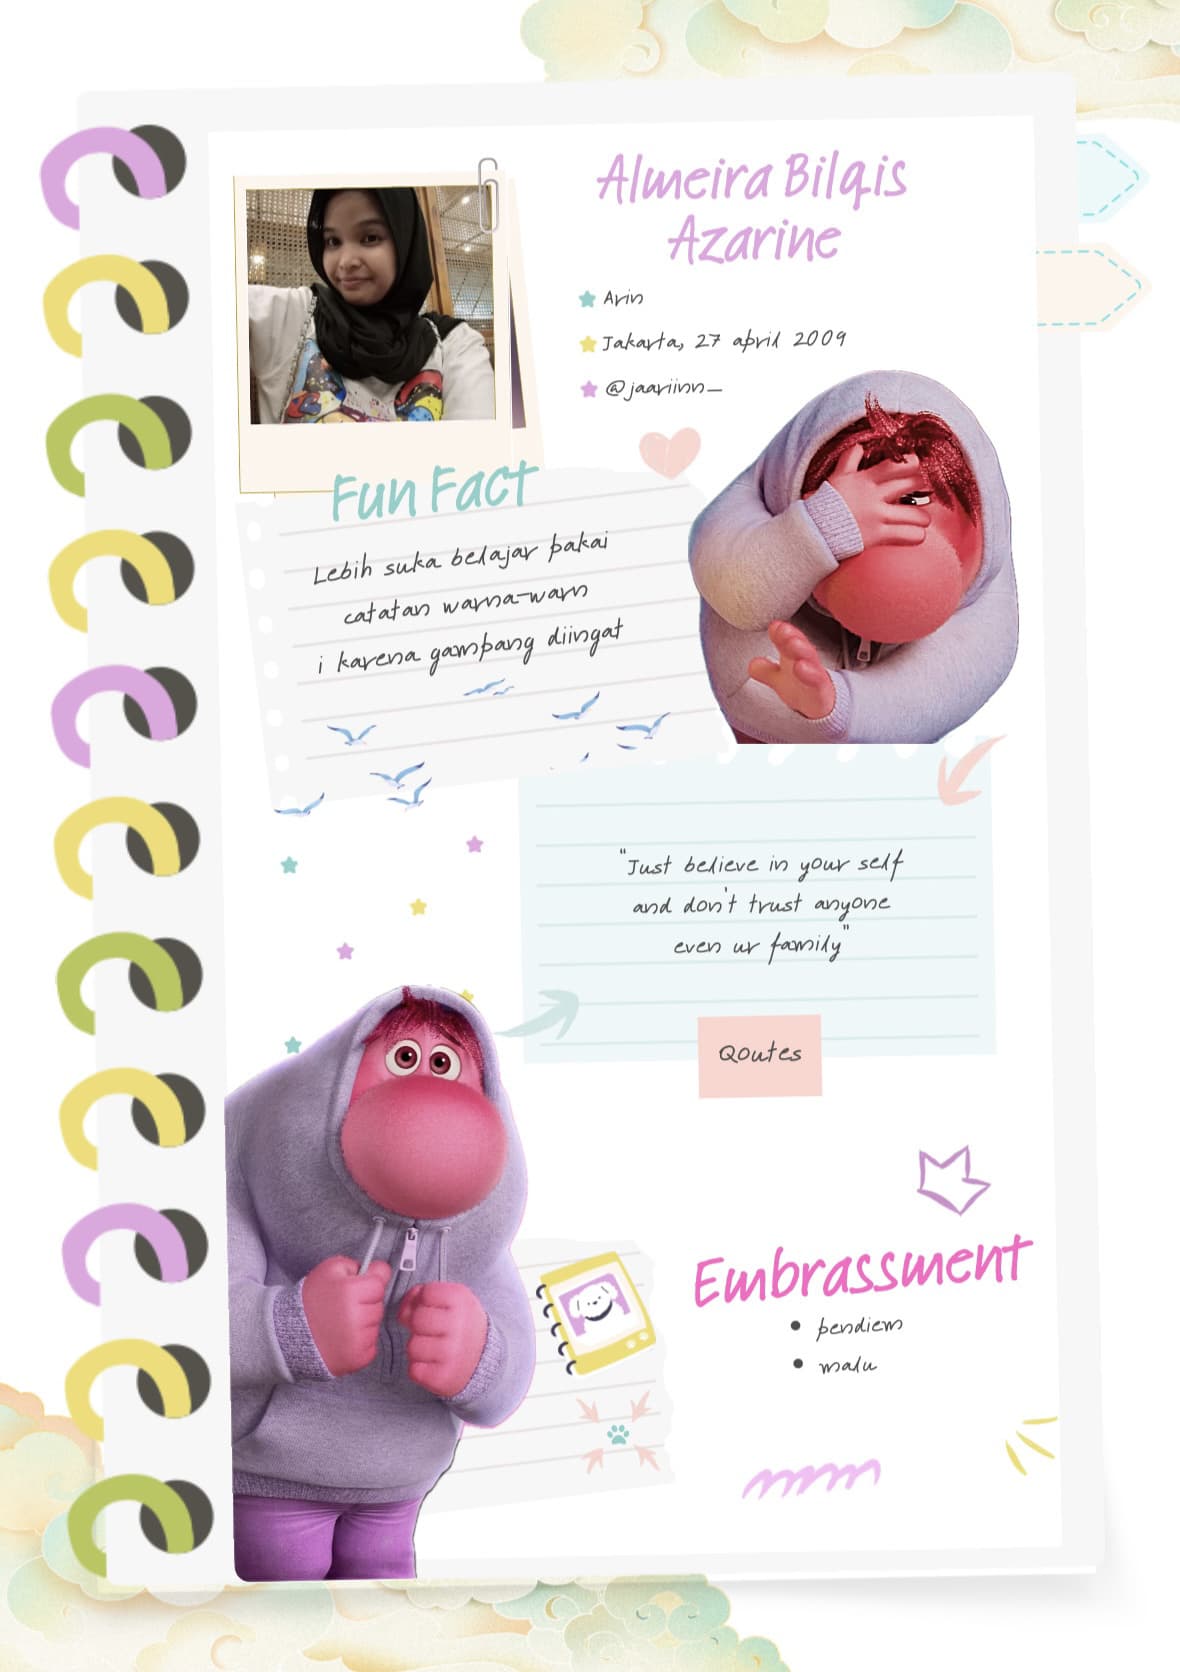 Almeira Bilqis
Azarine
Arin
Jakarta, 27 april 2009
@jaariinn_
Fun Fact
Lebih suka belajar pakai
catatan warna-warn
i karena gampang diingat
"Just believe in your self
and don't trust anyone
even ur family"
Qoutes
Embrassment
• pendiem
• malu